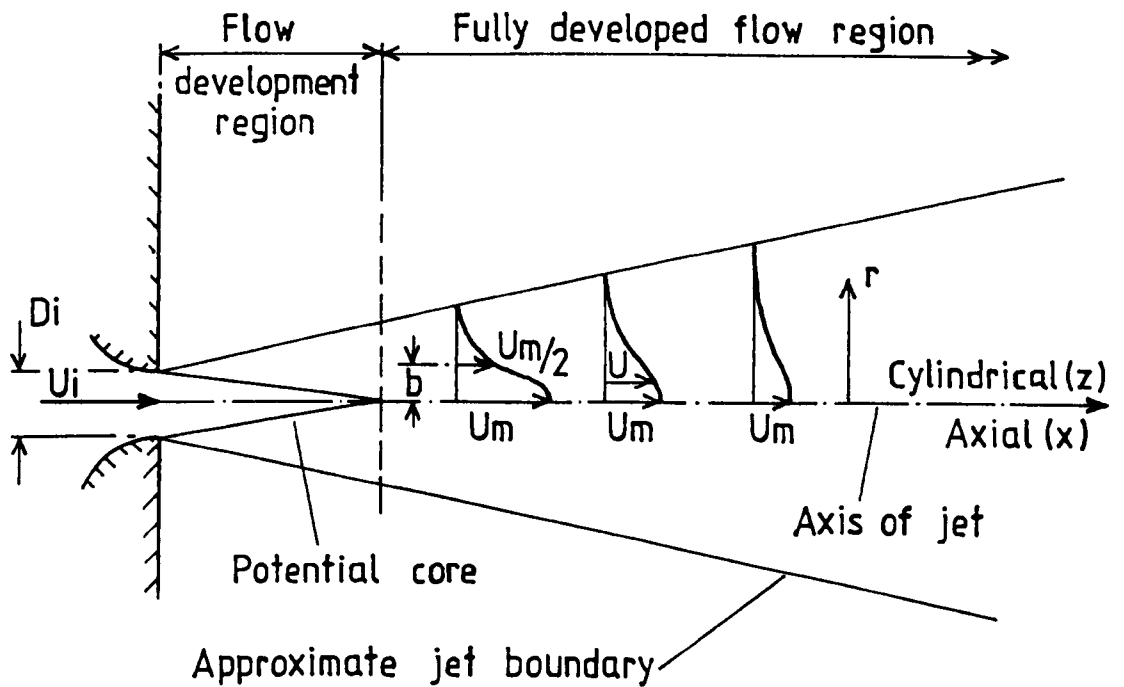 Flow
development
region
Fully developed flow region
Di
Ui
b
Um/2
U
r
Um
Um
Um
Cylindrical (z)
Axial (x)
Axis of jet
Potential core
Approximate jet boundary